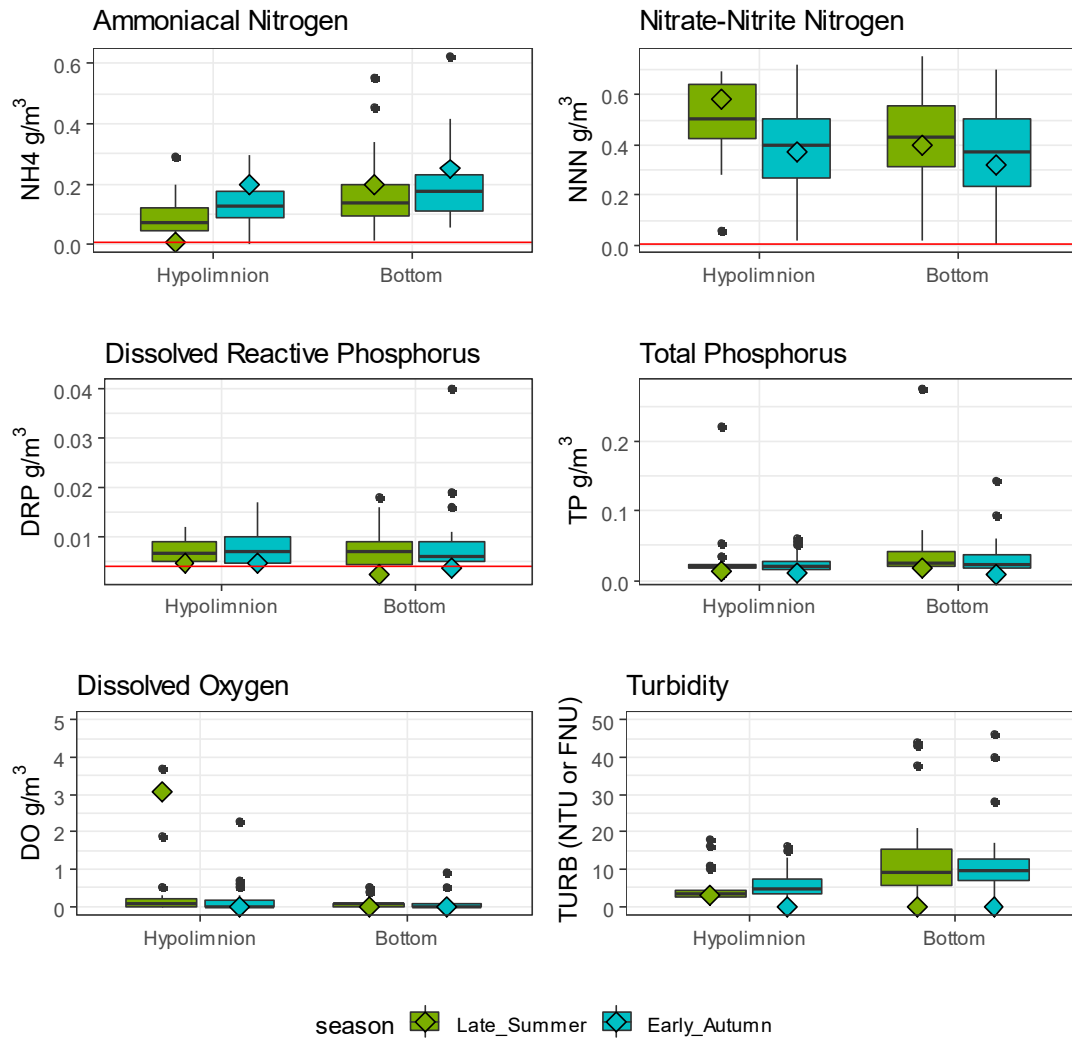 Ammoniacal Nitrogen
NH4 g/m³
0.6
0.4
0.2
0.0
Hypolimnion
Bottom
Nitrate-Nitrite Nitrogen
NNN g/m³
0.6
0.4
0.2
0.0
Hypolimnion
Bottom
Dissolved Reactive Phosphorus
DRP g/m³
0.04
0.03
0.02
0.01
Hypolimnion
Bottom
Total Phosphorus
TP g/m³
0.2
0.1
0.0
Hypolimnion
Bottom
Dissolved Oxygen
DO g/m³
5
4
3
2
1
0
Hypolimnion
Bottom
Turbidity
TURB (NTU or FNU)
50
40
30
20
10
0
Hypolimnion
Bottom
season Late_Summer Early_Autumn